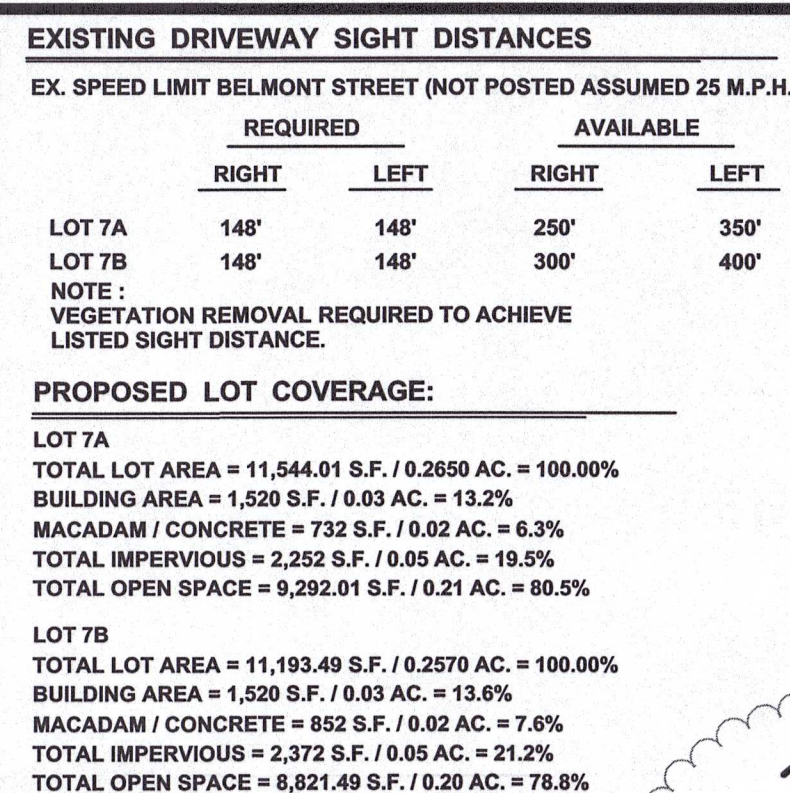 EXISTING DRIVEWAY SIGHT DISTANCES
EX. SPEED LIMIT BELMONT STREET (NOT POSTED ASSUMED 25 M.P.H.
REQUIRED AVAILABLE
RIGHT LEFT RIGHT LEFT
LOT 7A 148' 148' 250' 350'
LOT 7B 148' 148' 300' 400'
NOTE :
VEGETATION REMOVAL REQUIRED TO ACHIEVE
LISTED SIGHT DISTANCE.
PROPOSED LOT COVERAGE:
LOT 7A
TOTAL LOT AREA = 11,544.01 S.F. / 0.2650 AC. = 100.00%
BUILDING AREA = 1,520 S.F. / 0.03 AC. = 13.2%
MACADAM / CONCRETE = 732 S.F. / 0.02 AC. = 6.3%
TOTAL IMPERVIOUS = 2,252 S.F. / 0.05 AC. = 19.5%
TOTAL OPEN SPACE = 9,292.01 S.F. / 0.21 AC. = 80.5%
LOT 7B
TOTAL LOT AREA = 11,193.49 S.F. / 0.2570 AC. = 100.00%
BUILDING AREA = 1,520 S.F. / 0.03 AC. = 13.6%
MACADAM / CONCRETE = 852 S.F. / 0.02 AC. = 7.6%
TOTAL IMPERVIOUS = 2,372 S.F. / 0.05 AC. = 21.2%
TOTAL OPEN SPACE = 8,821.49 S.F. / 0.20 AC. = 78.8%